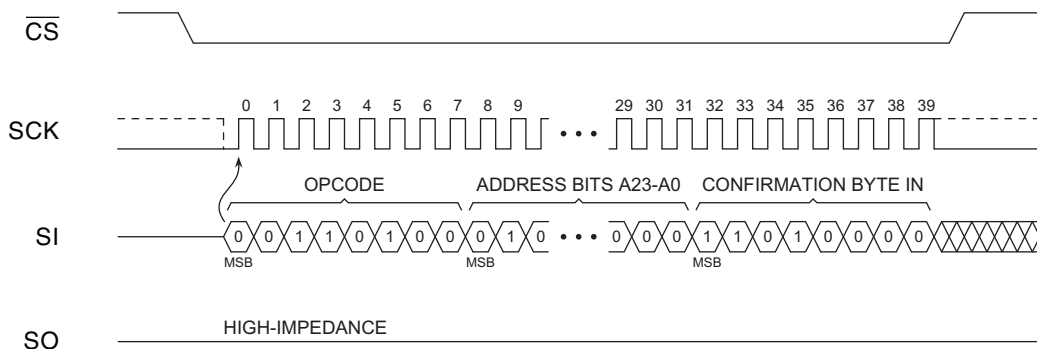 CS
0 1 2 3 4 5 6 7 8 9 29 30 31 32 33 34 35 36 37 38 39
SCK
OPCODE ADDRESS BITS A23-A0 CONFIRMATION BYTE IN
SI 0 0 1 1 0 1 0 0 0 1 0 • • • 0 0 0 1 1 0 1 0 0 0 0
MSB MSB MSB
HIGH-IMPEDANCE
SO